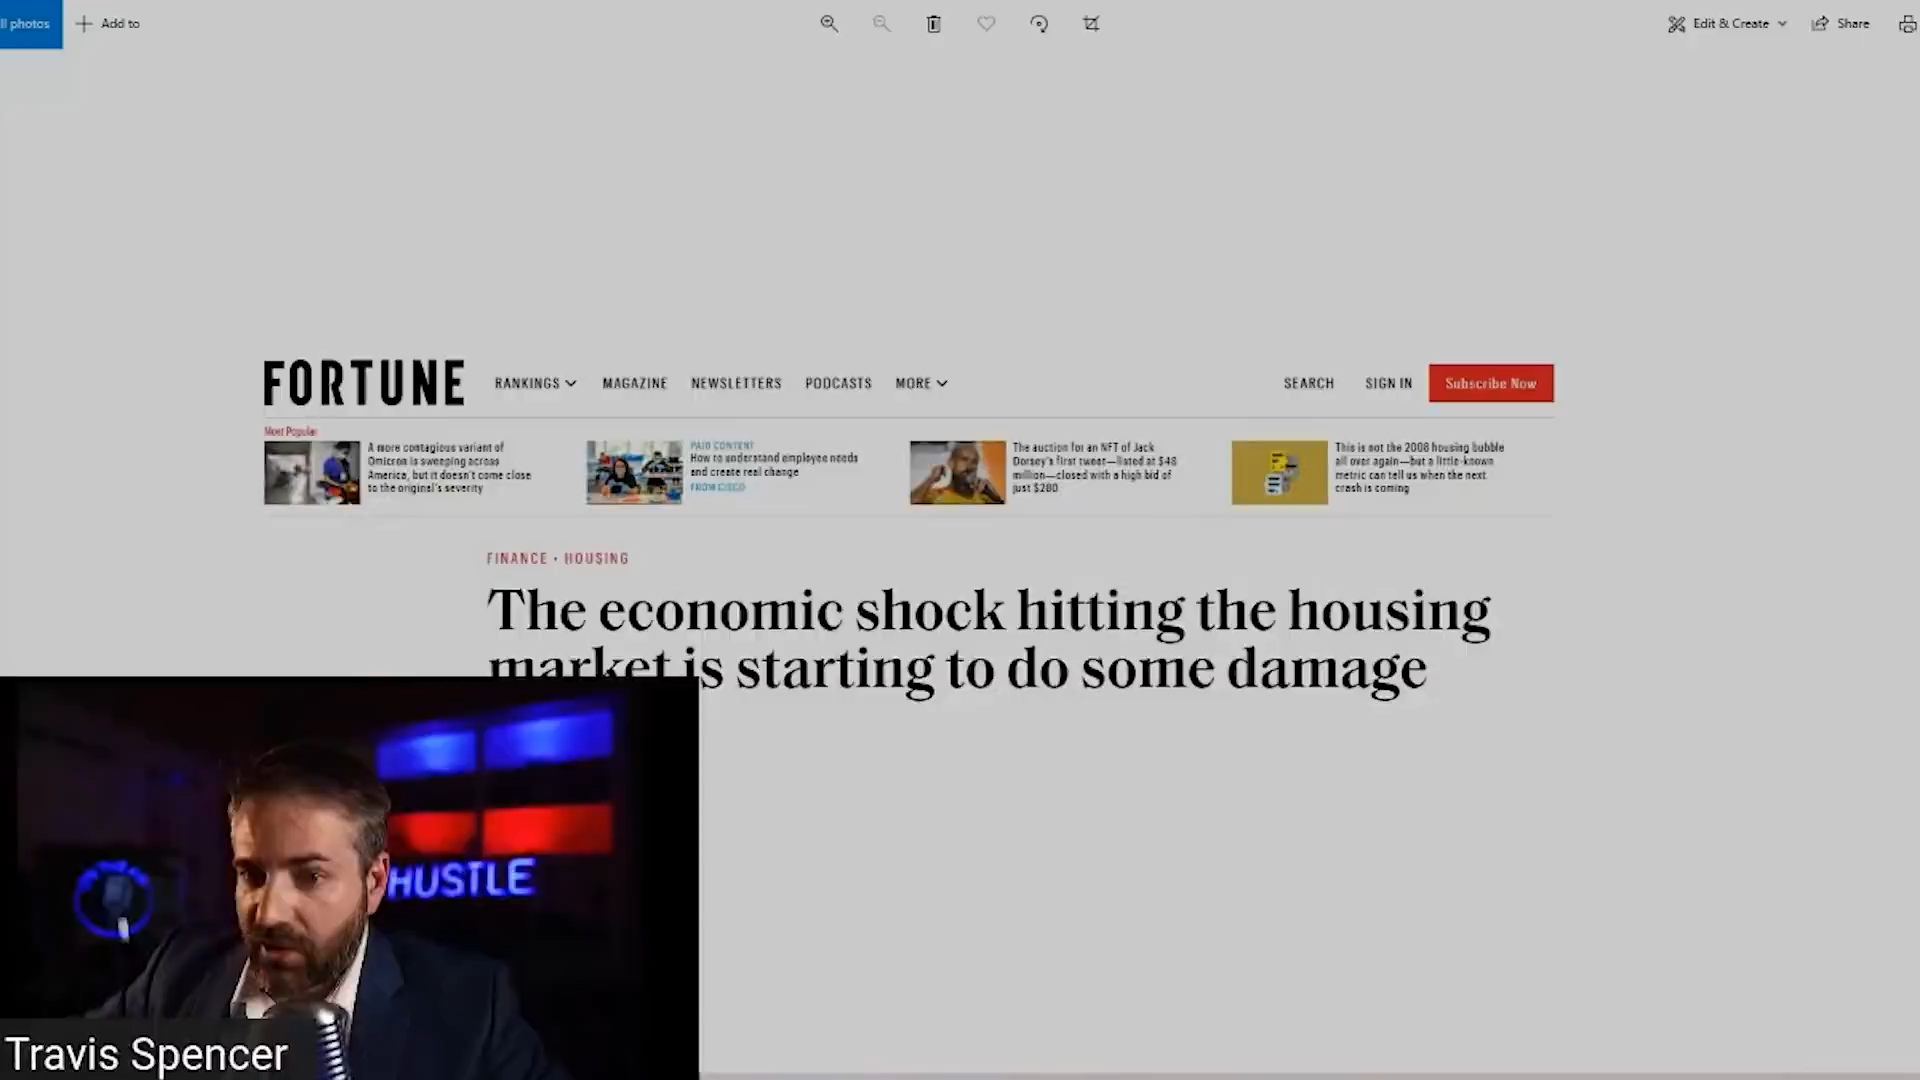 ll photos
Add to
Edit & Create
Share
FORTUNE
RANKINGS
MAGAZINE
NEWSLETTERS
PODCASTS
MORE
SEARCH
SIGN IN
Subscribe Now
Most Popular
A more contagious variant of
Omicron is sweeping across
America, but it doesn't come close
to the original's severity
PAID CONTENT
How to understand employee needs
and create real change
FROM CISCO
The auction for an NFT of Jack
Dorsey's first tweet—listed at $48
million—closed with a high bid of
just $280
This is not the 2008 housing bubble
all over again—but a little-known
metric can tell us when the next
crash is coming
FINANCE • HOUSING
The economic shock hitting the housing
market is starting to do some damage
HUSTLE
Travis Spencer